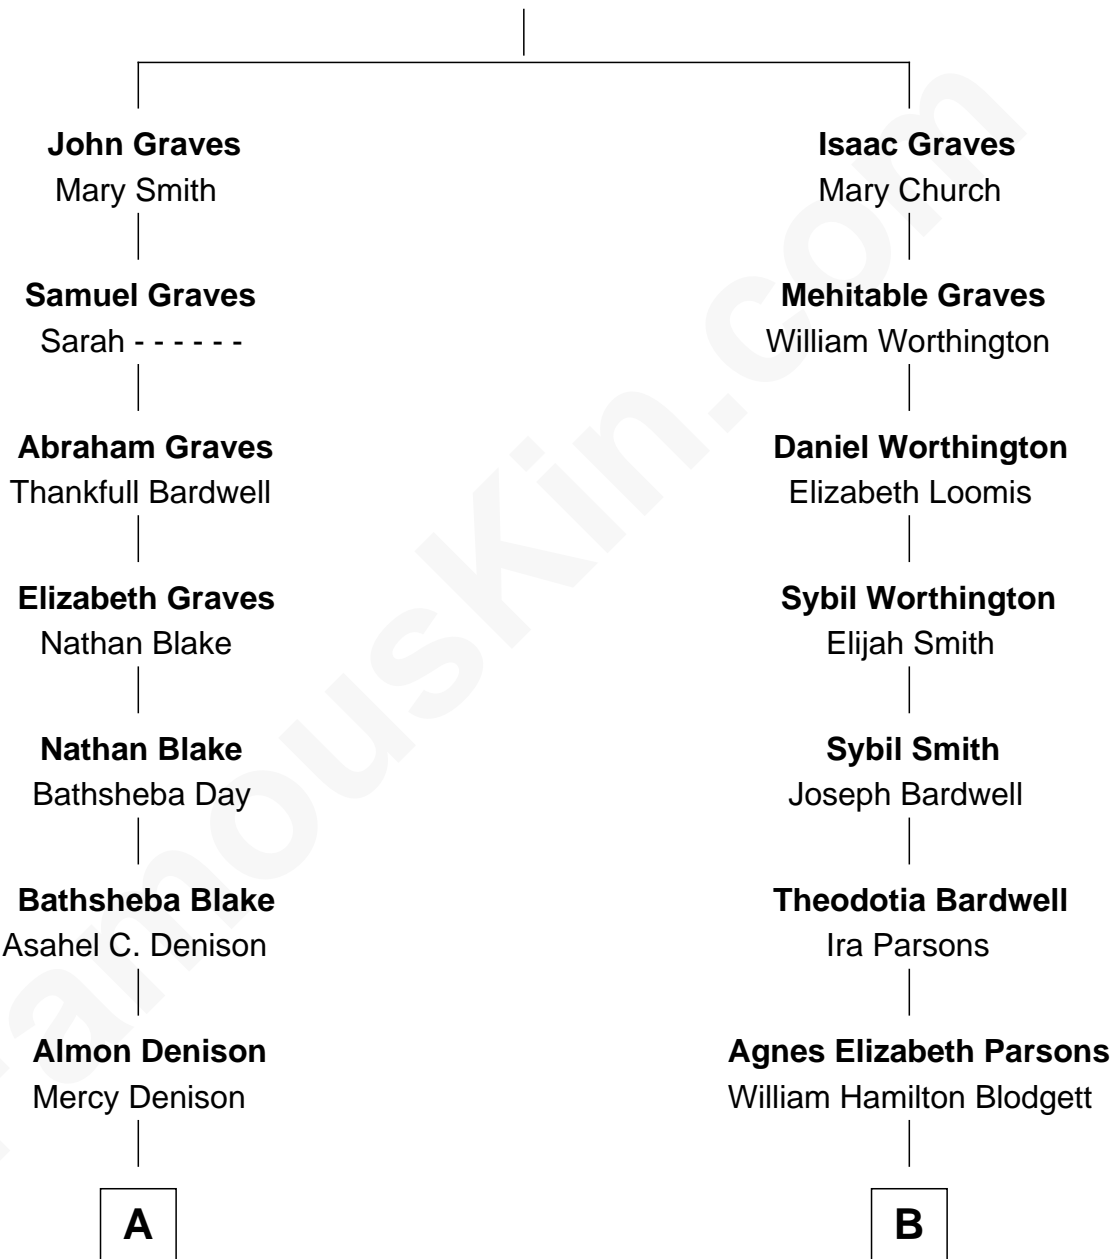 John Graves
Mary Smith
Isaac Graves
Mary Church
Samuel Graves
Sarah - - - - - -
Mehitable Graves
William Worthington
Abraham Graves
Thankfull Bardwell
Daniel Worthington
Elizabeth Loomis
Elizabeth Graves
Nathan Blake
Sybil Worthington
Elijah Smith
Nathan Blake
Bathsheba Day
Sybil Smith
Joseph Bardwell
Bathsheba Blake
Asahel C. Denison
Theodotia Bardwell
Ira Parsons
Almon Denison
Mercy Denison
Agnes Elizabeth Parsons
William Hamilton Blodgett
A
B
FamousKin.com